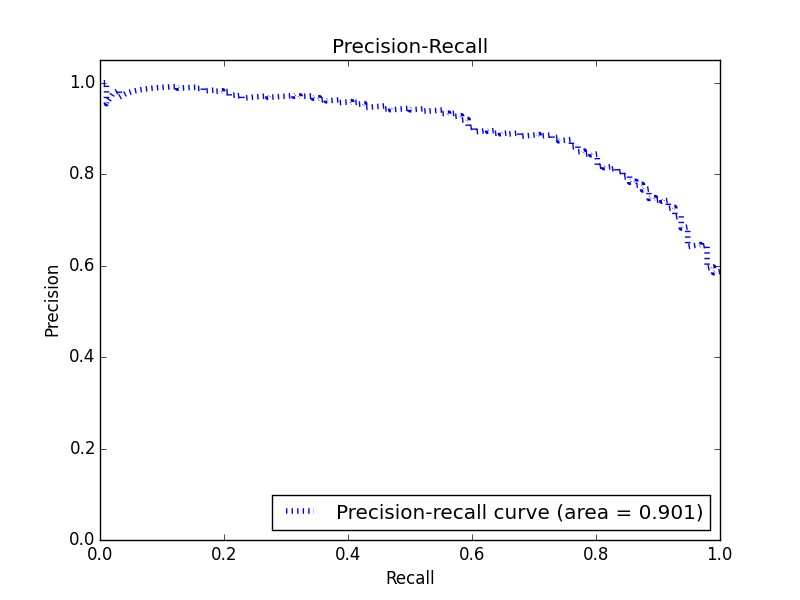 Precision-Recall
1.0
0.8
0.6
0.4
0.2
0.0
Precision
0.0 0.2 0.4 0.6 0.8 1.0
Recall
Precision-recall curve (area = 0.901)